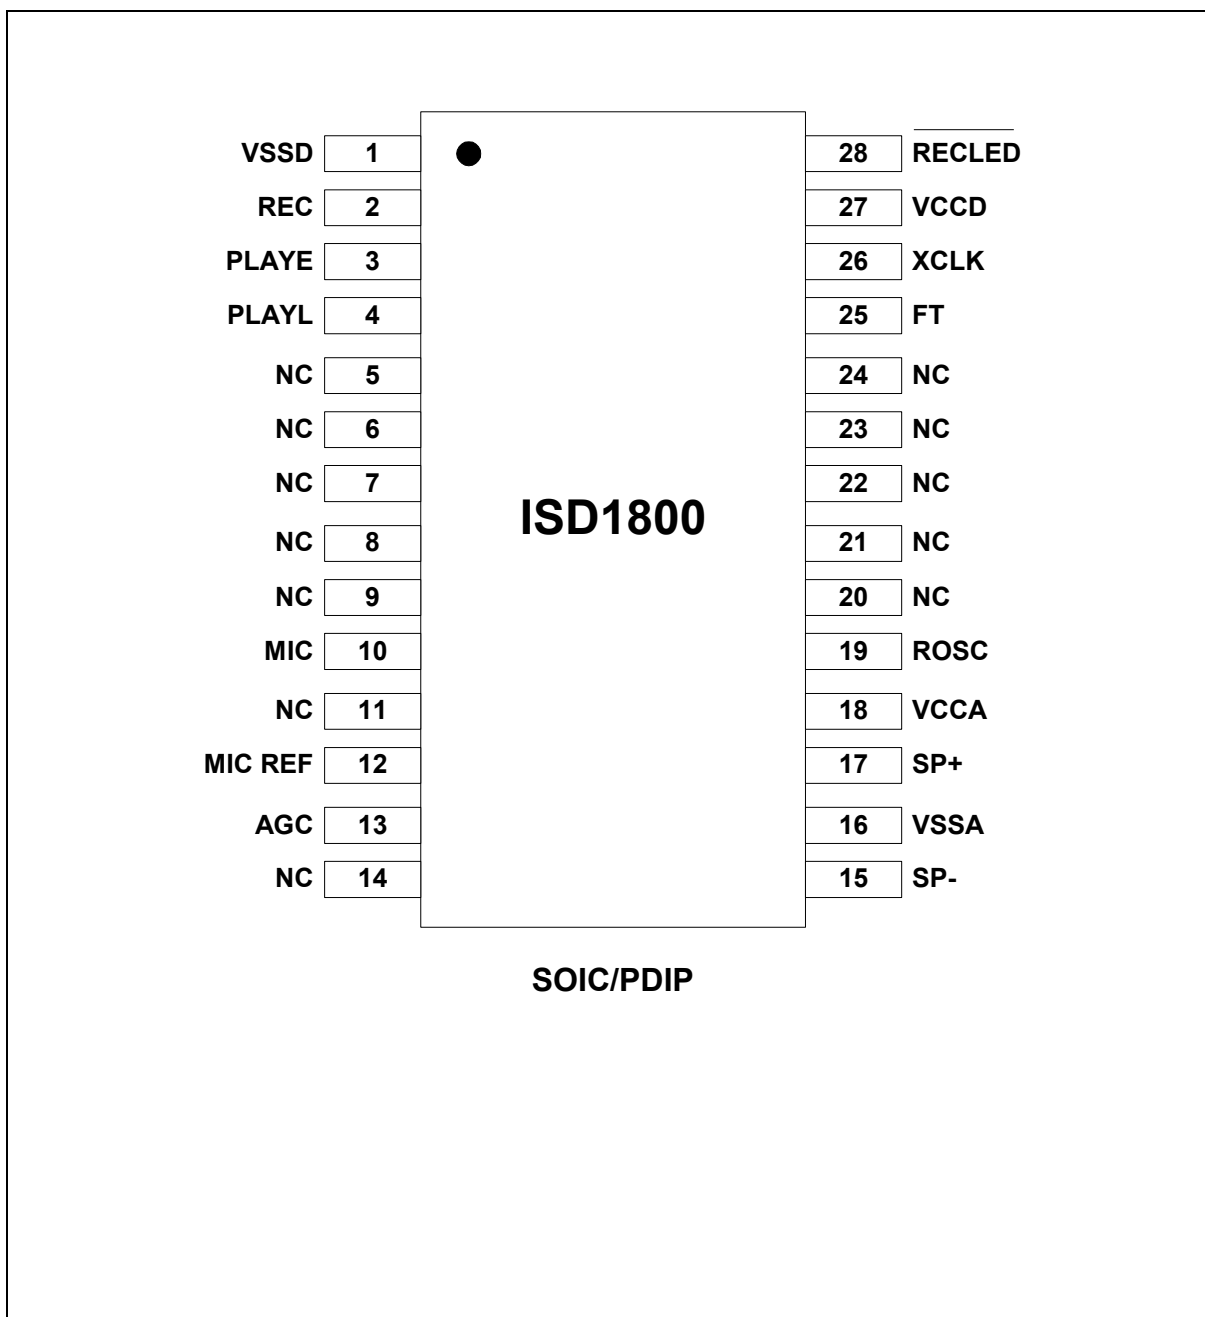 VSSD 1 28 RECLED
REC 2 27 VCCD
PLAYE 3 26 XCLK
PLAYL 4 25 FT
NC 5 24 NC
NC 6 23 NC
NC 7 22 NC
ISD1800
NC 8 21 NC
NC 9 20 NC
MIC 10 19 ROSC
NC 11 18 VCCA
MIC REF 12 17 SP+
AGC 13 16 VSSA
NC 14 15 SP-
SOIC/PDIP